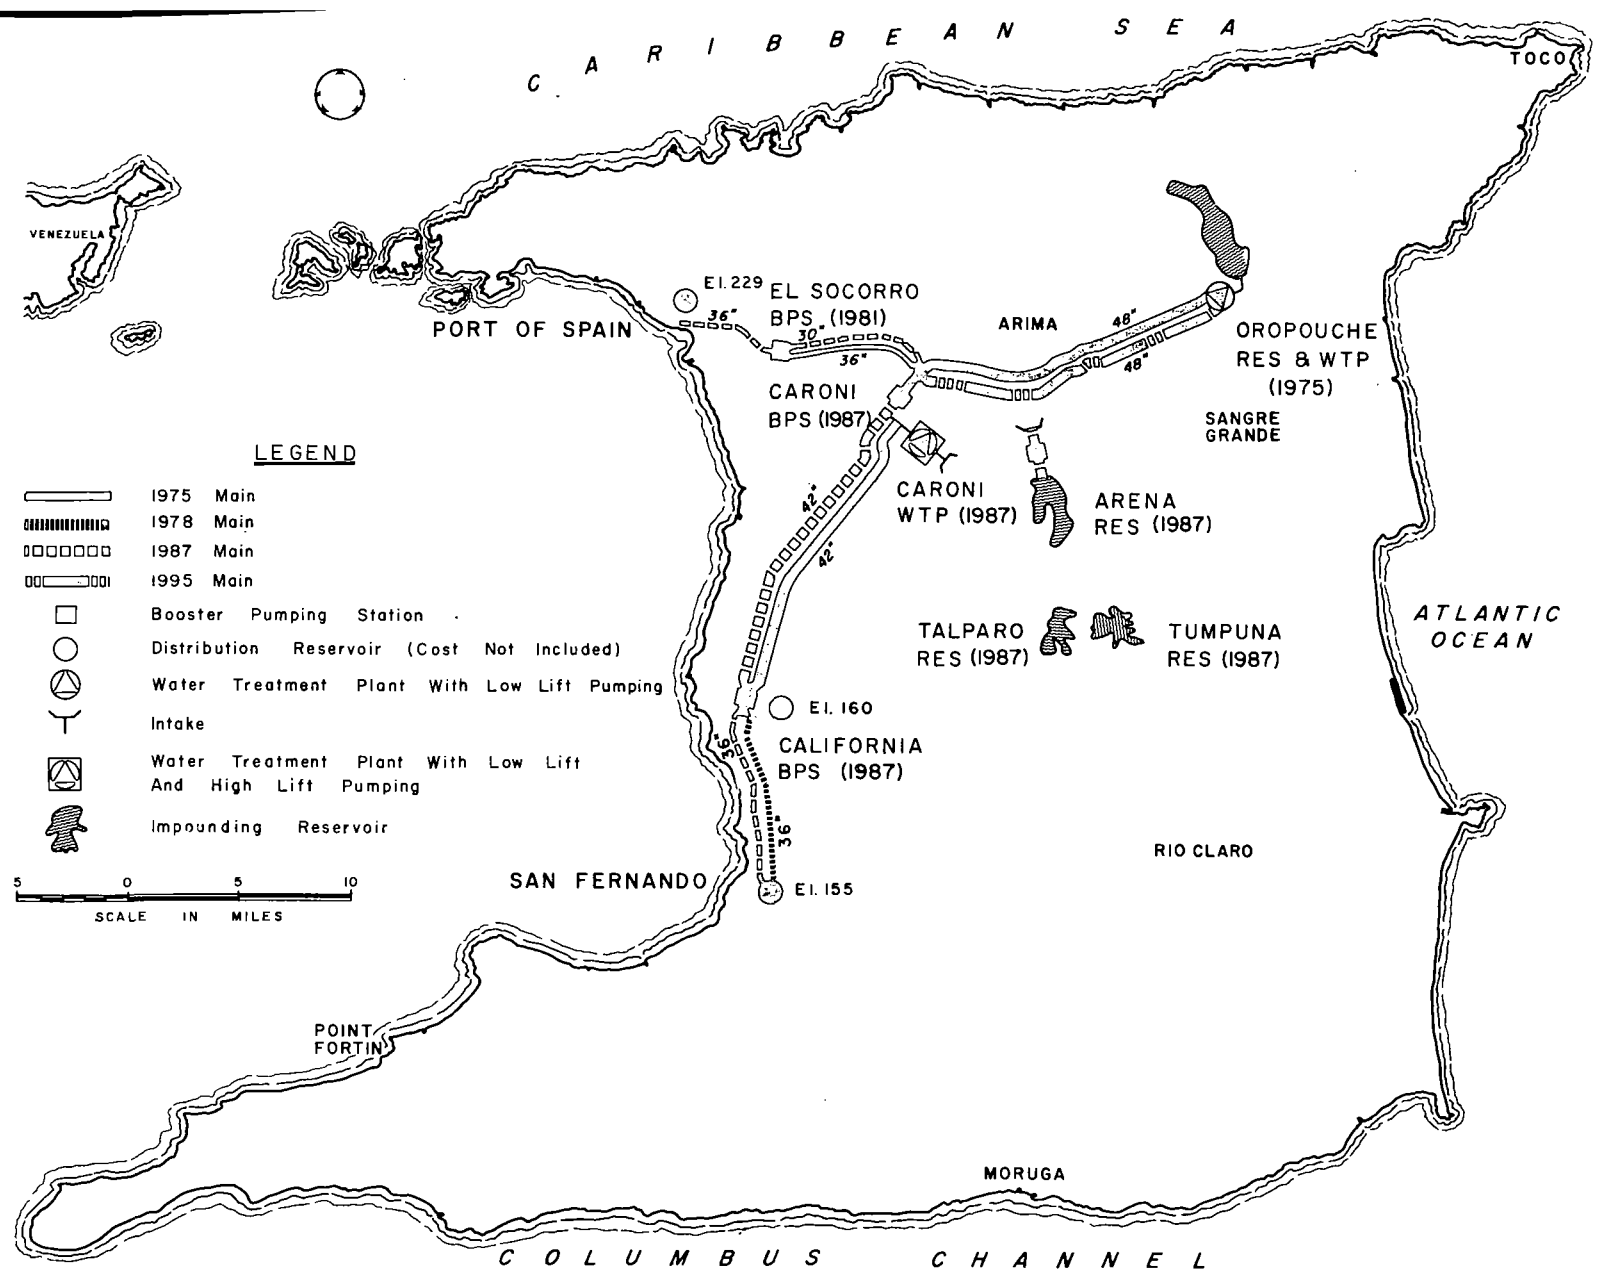 CARIBBEAN SEA
TOCO
VENEZUELA
El. 229
EL SOCORRO
BPS (1981)
36"
30"
36"
PORT OF SPAIN
ARIMA
48"
48"
OROPOUCHE
RES & WTP
(1975)
CARONI
BPS (1987)
SANGRE
GRANDE
LEGEND
1975 Main
1978 Main
1987 Main
1995 Main
Booster Pumping Station
Distribution Reservoir (Cost Not Included)
Water Treatment Plant With Low Lift Pumping
Intake
Water Treatment Plant With Low Lift
And High Lift Pumping
Impounding Reservoir
5 0 5 10
SCALE IN MILES
42"
42"
CARONI
WTP (1987)
ARENA
RES (1987)
TALPARO
RES (1987)
TUMPUNA
RES (1987)
ATLANTIC
OCEAN
El. 160
CALIFORNIA
BPS (1987)
36"
36"
RIO CLARO
SAN FERNANDO
El. 155
POINT
FORTIN
MORUGA
COLUMBUS CHANNEL